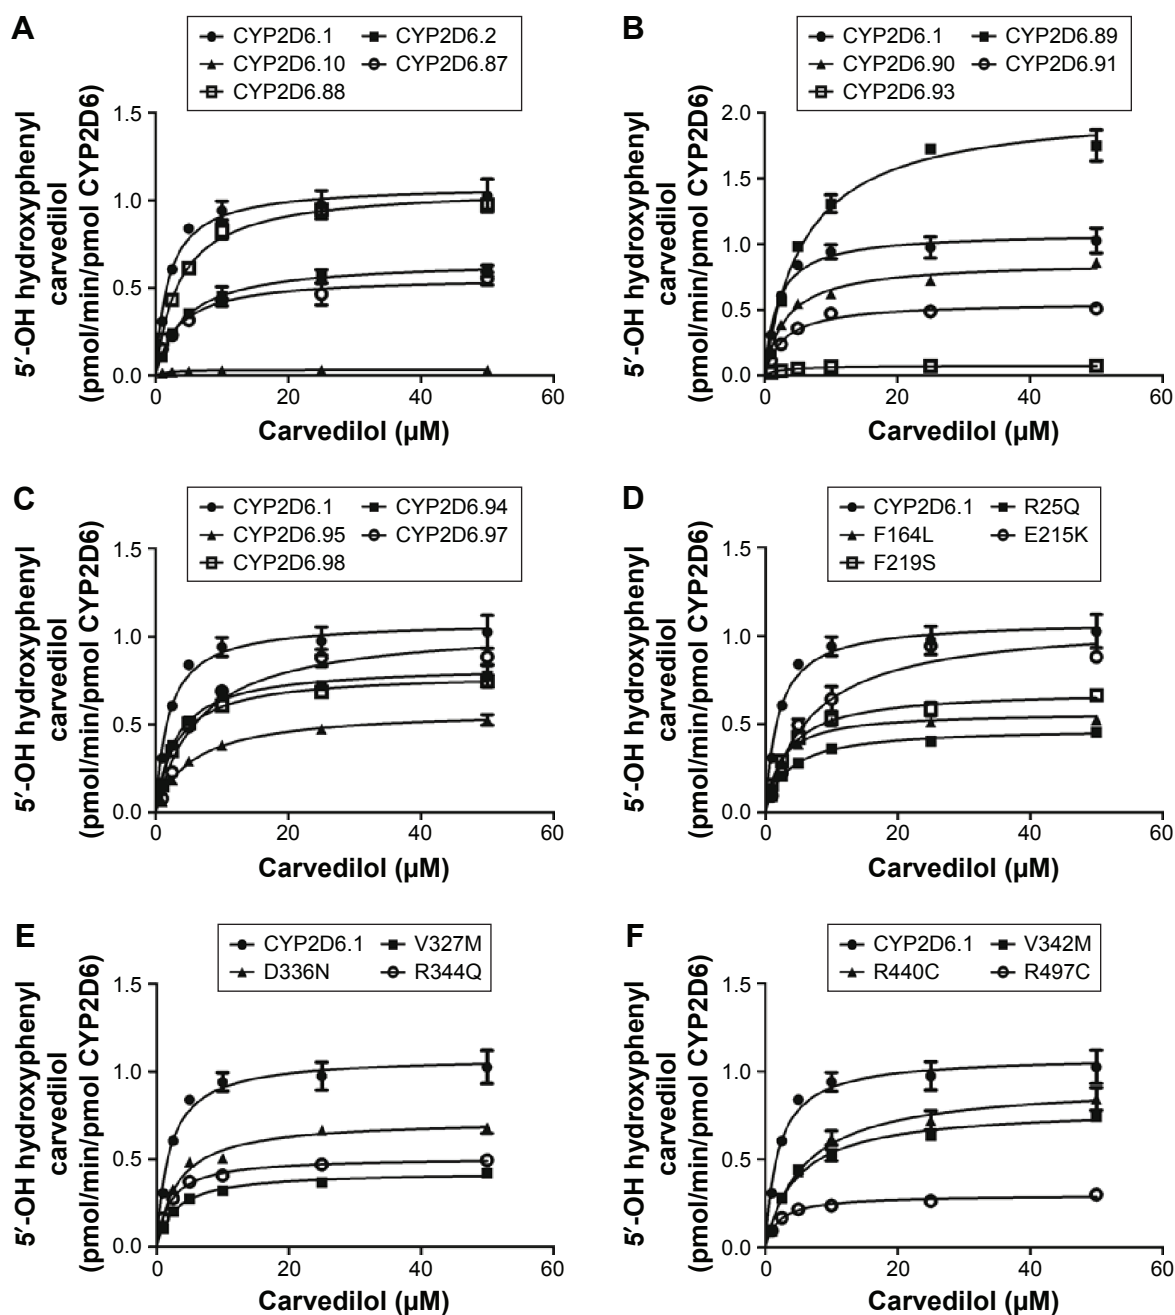 A
CYP2D6.1 CYP2D6.2
CYP2D6.10 CYP2D6.87
CYP2D6.88
5′-OH hydroxyphenyl
carvedilol
(pmol/min/pmol CYP2D6)
1.5
1.0
0.5
0.0
0 20 40 60
Carvedilol (µM)
B
CYP2D6.1 CYP2D6.89
CYP2D6.90 CYP2D6.91
CYP2D6.93
5′-OH hydroxyphenyl
carvedilol
(pmol/min/pmol CYP2D6)
2.0
1.5
1.0
0.5
0.0
0 20 40 60
Carvedilol (µM)
C
CYP2D6.1 CYP2D6.94
CYP2D6.95 CYP2D6.97
CYP2D6.98
5′-OH hydroxyphenyl
carvedilol
(pmol/min/pmol CYP2D6)
1.5
1.0
0.5
0.0
0 20 40 60
Carvedilol (µM)
D
CYP2D6.1 R25Q
F164L E215K
F219S
5′-OH hydroxyphenyl
carvedilol
(pmol/min/pmol CYP2D6)
1.5
1.0
0.5
0.0
0 20 40 60
Carvedilol (µM)
E
CYP2D6.1 V327M
D336N R344Q
5′-OH hydroxyphenyl
carvedilol
(pmol/min/pmol CYP2D6)
1.5
1.0
0.5
0.0
0 20 40 60
Carvedilol (µM)
F
CYP2D6.1 V342M
R440C R497C
5′-OH hydroxyphenyl
carvedilol
(pmol/min/pmol CYP2D6)
1.5
1.0
0.5
0.0
0 20 40 60
Carvedilol (µM)